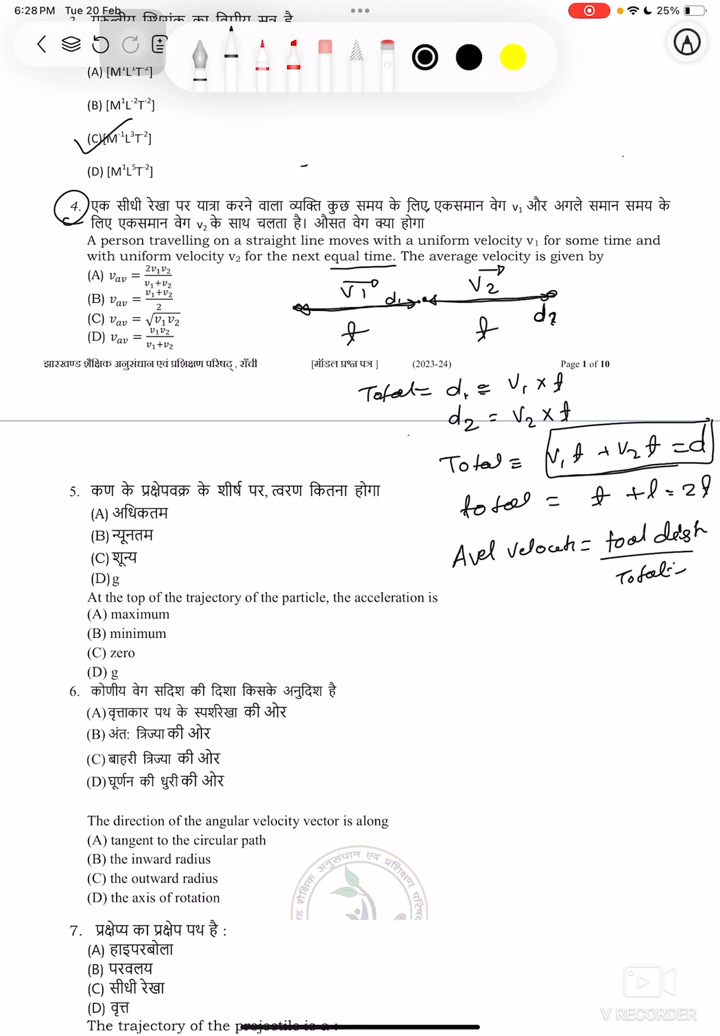 6:28 PM Tue 20 Feb
25%
(A) [M¹L¹T⁻²]
(B) [M¹L⁻²T⁻²]
(C)[M⁻¹L³T⁻²]
(D) [M¹L⁵T⁻²]
4. एक सीधी रेखा पर यात्रा करने वाला व्यक्ति कुछ समय के लिए, एकसमान वेग v₁ और अगले समान समय के
लिए एकसमान वेग v₂ के साथ चलता है। औसत वेग क्या होगा
A person travelling on a straight line moves with a uniform velocity v₁ for some time and
with uniform velocity v₂ for the next equal time. The average velocity is given by
(A) vₐᵥ = 2v₁v₂/v₁+v₂
(B) vₐᵥ = v₁+v₂/2
(C) vₐᵥ = √v₁v₂
(D) vₐᵥ = v₁v₂/v₁+v₂
V₁ d₁ V₂ d₂
t t
झारखण्ड शैक्षिक अनुसंधान एवं प्रशिक्षण परिषद्, राँची [मॉडल प्रश्न पत्र] (2023-24) Page 1 of 10
Total = d₁ = V₁ × t
d₂ = V₂ × t
Total = V₁t + V₂t = d
total = t + t = 2t
5. कण के प्रक्षेपवक्र के शीर्ष पर, त्वरण कितना होगा
(A) अधिकतम
(B) न्यूनतम
(C) शून्य
(D) g
At the top of the trajectory of the particle, the acceleration is
(A) maximum
(B) minimum
(C) zero
(D) g
6. कोणीय वेग सदिश की दिशा किसके अनुदिश है
(A) वृत्ताकार पथ के स्पर्शरेखा की ओर
(B) अंत: त्रिज्या की ओर
(C) बाहरी त्रिज्या की ओर
(D) घूर्णन की धुरी की ओर
The direction of the angular velocity vector is along
(A) tangent to the circular path
(B) the inward radius
(C) the outward radius
(D) the axis of rotation
7. प्रक्षेप्य का प्रक्षेप पथ है :
(A) हाइपरबोला
(B) परवलय
(C) सीधी रेखा
(D) वृत्त
The trajectory of the projectile is a :
V RECORDER